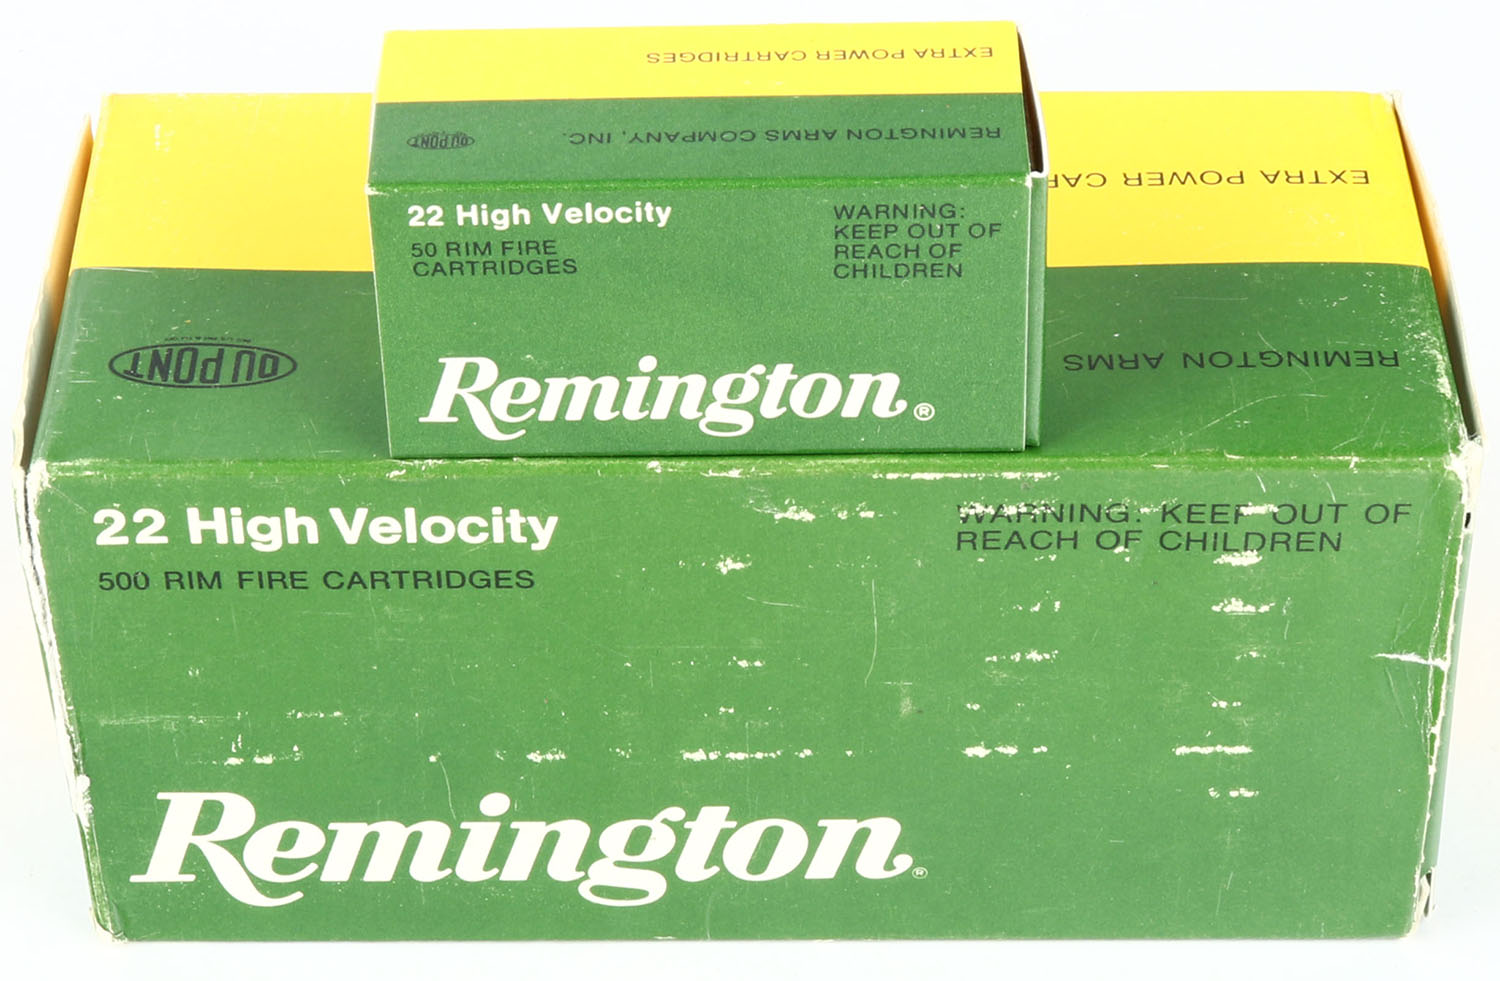 EXTRA POWER CARTRIDGES
REMINGTON ARMS COMPANY, INC.
DU PONT
22 High Velocity
50 RIM FIRE
CARTRIDGES
WARNING:
KEEP OUT OF
REACH OF
CHILDREN
Remington®
EXTRA POWER CAR
REMINGTON ARMS
DU PONT
22 High Velocity
500 RIM FIRE CARTRIDGES
WARNING: KEEP OUT OF
REACH OF CHILDREN
Remington®